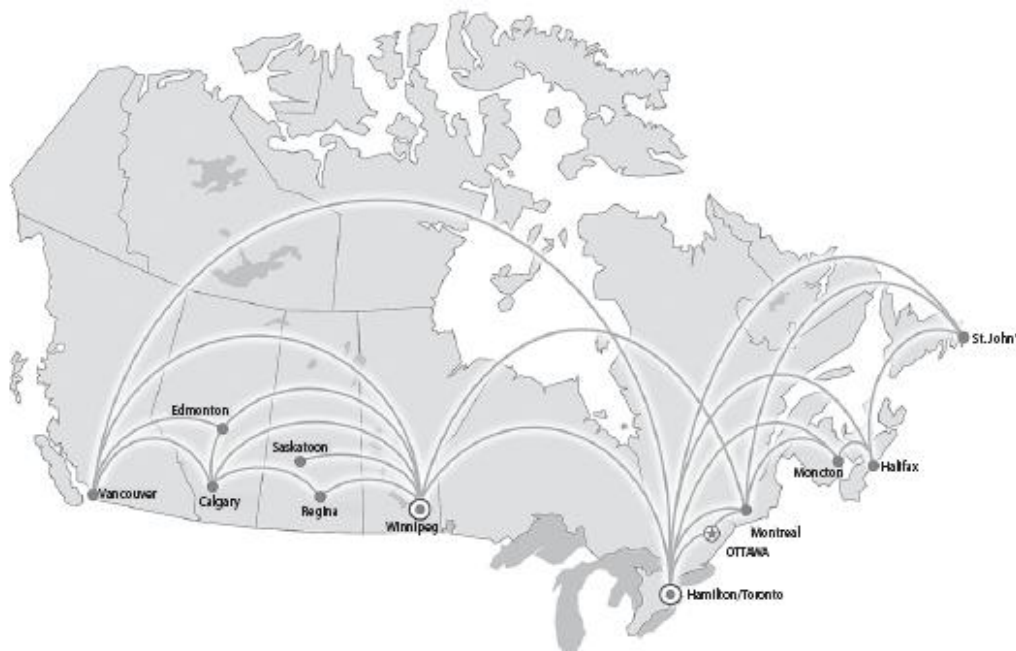 St. John'
Edmonton
Saskatoon
Vancouver
Calgary
Regina
Winnipeg
Moncton
Halifax
Montreal
OTTAWA
Hamilton/Toronto